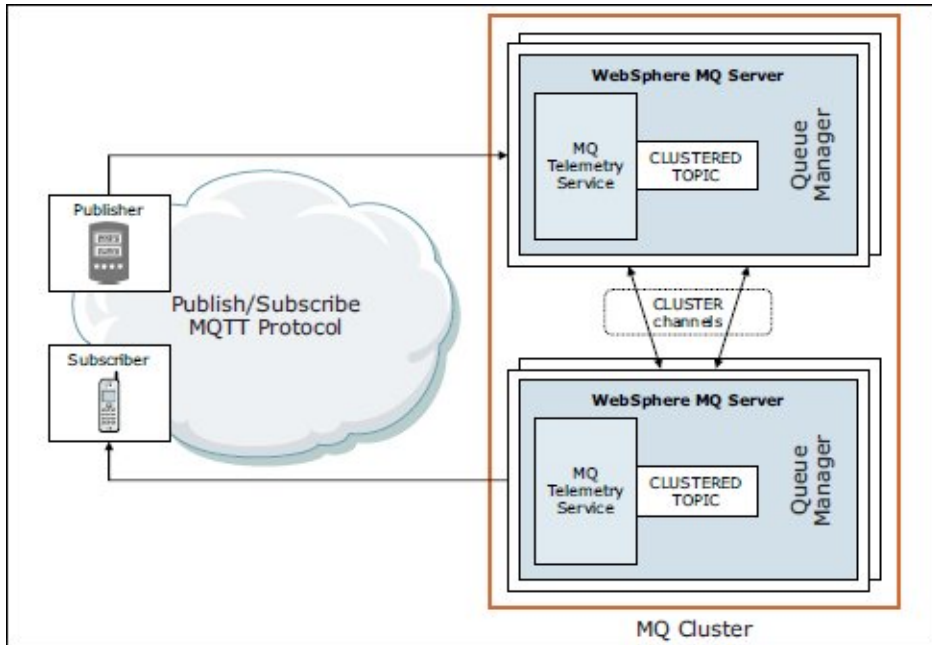 WebSphere MQ Server
MQ
Telemetry
Service
CLUSTERED
TOPIC
Queue
Manager
Publisher
Publish/Subscribe
MQTT Protocol
Subscriber
CLUSTER
channels
WebSphere MQ Server
MQ
Telemetry
Service
CLUSTERED
TOPIC
Queue
Manager
MQ Cluster